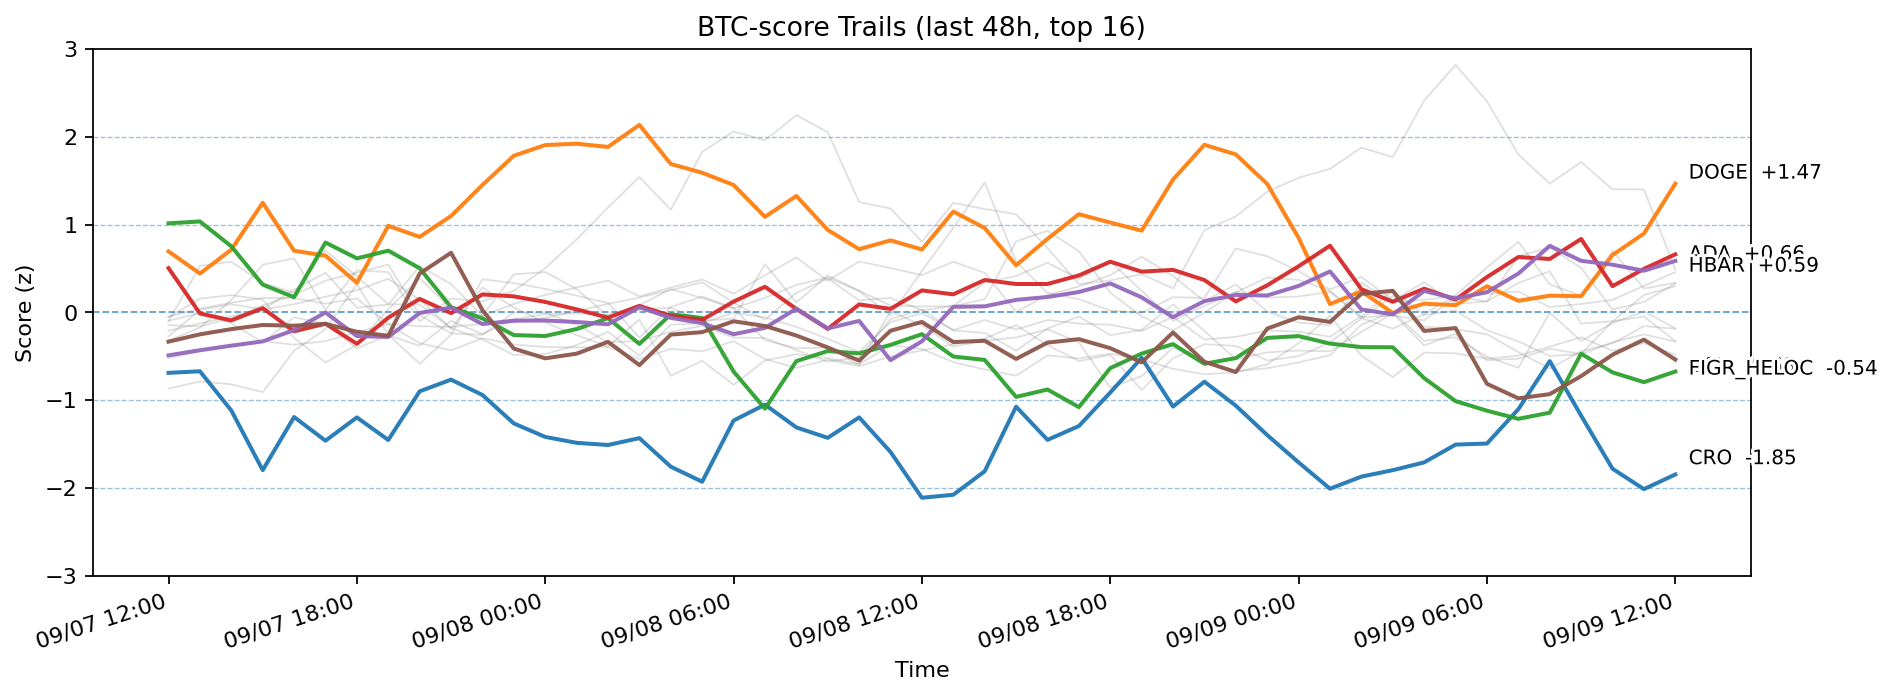 BTC-score Trails (last 48h, top 16)
3
2
1
0
−1
−2
−3
Score (z)
DOGE +1.47
ADA +0.66
HBAR +0.59
FIGR_HELOC -0.54
CRO -1.85
09/07 12:00
09/07 18:00
09/08 00:00
09/08 06:00
09/08 12:00
09/08 18:00
09/09 00:00
09/09 06:00
09/09 12:00
Time